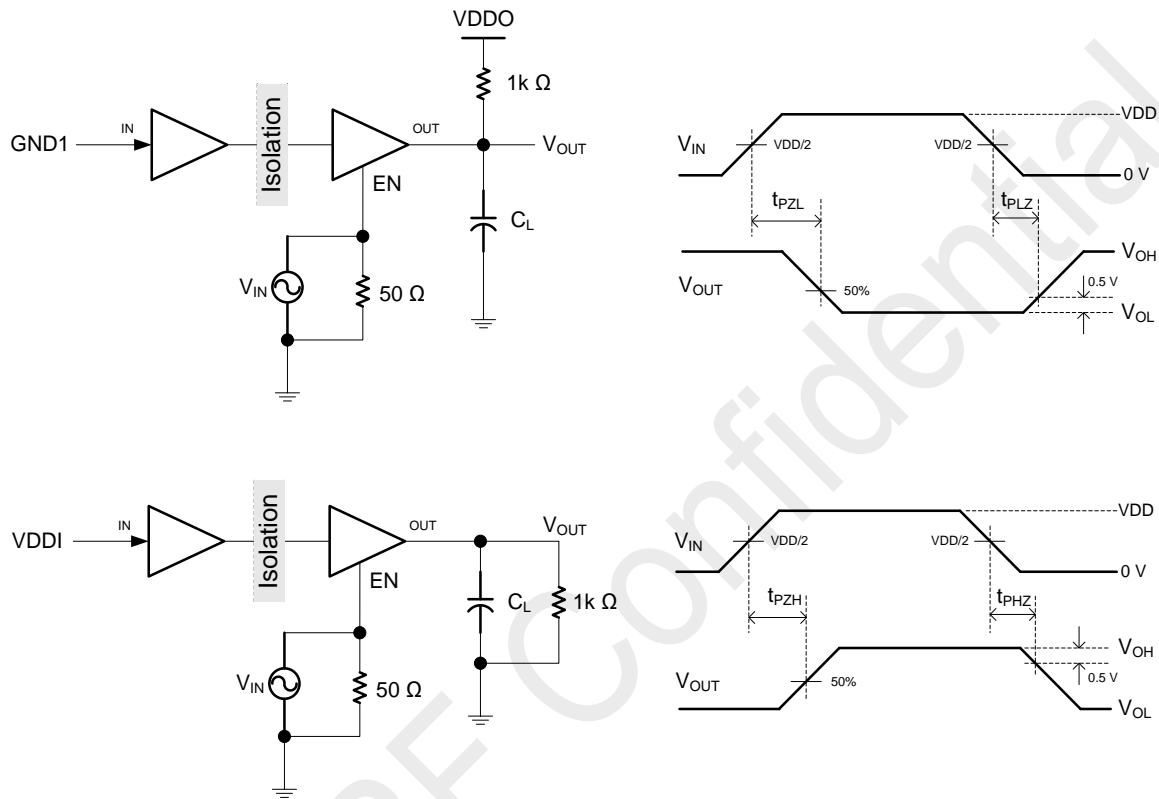 VDDO
1k Ω
GND1
IN
Isolation
OUT
VOUT
EN
CL
VIN
50 Ω
VIN
VDD/2
VDD/2
VDD
0 V
tPZL
tPLZ
VOUT
50%
VOH
0.5 V
VOL
VDDI
IN
Isolation
OUT
VOUT
EN
CL
1k Ω
VIN
50 Ω
VIN
VDD/2
VDD/2
VDD
0 V
tPZH
tPHZ
VOUT
50%
VOH
0.5 V
VOL
Confidential